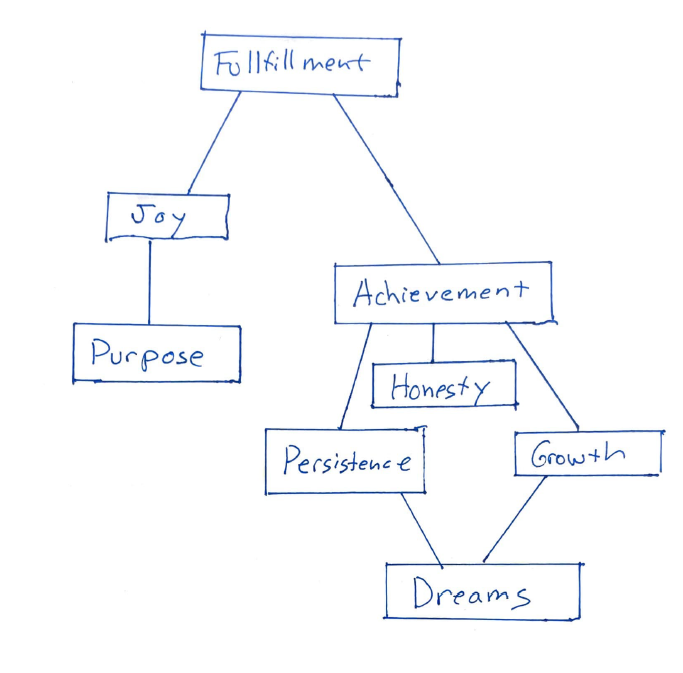 Fullfillment
Joy
Achievement
Purpose
Honesty
Persistence
Growth
Dreams